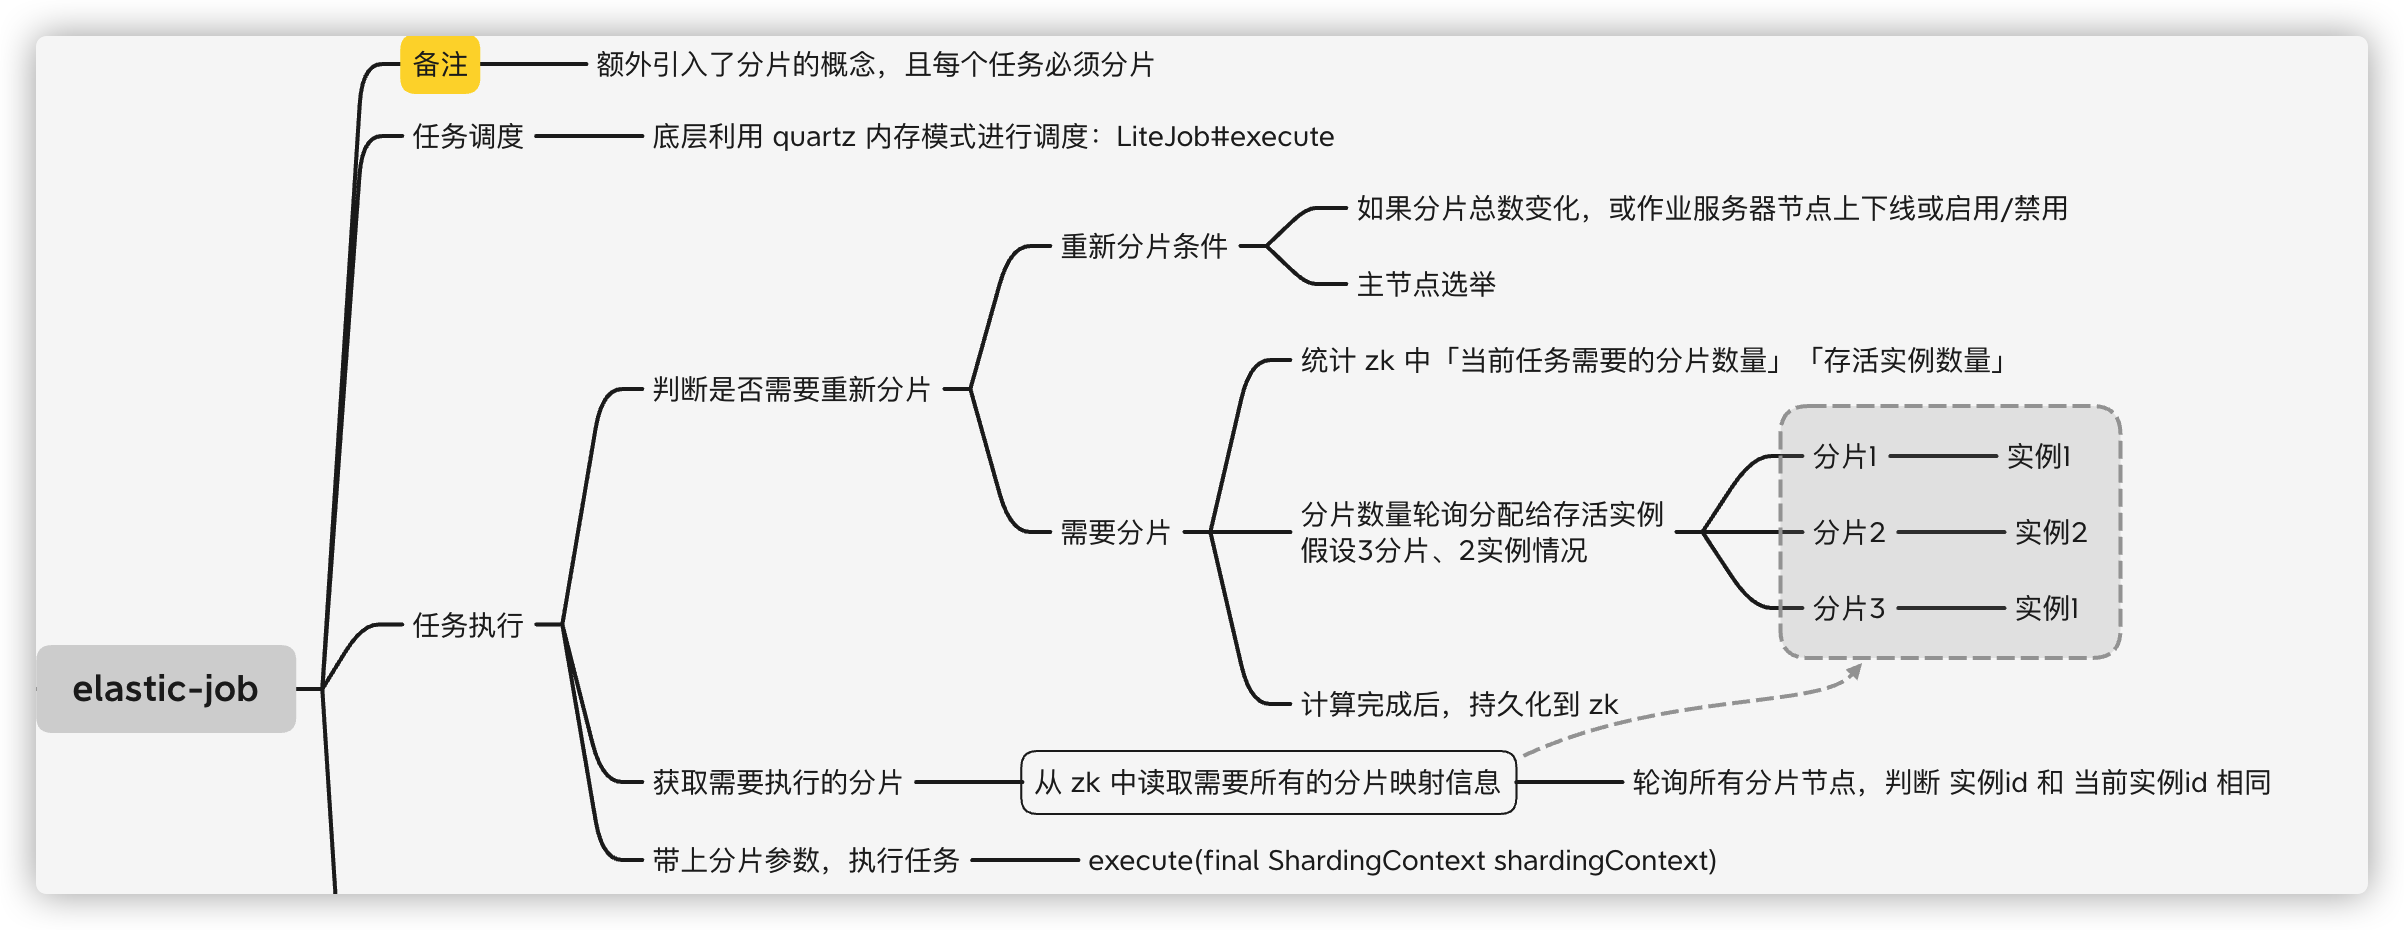 备注
额外引入了分片的概念，且每个任务必须分片
任务调度
底层利用 quartz 内存模式进行调度：LiteJob#execute
如果分片总数变化，或作业服务器节点上下线或启用/禁用
重新分片条件
主节点选举
判断是否需要重新分片
统计 zk 中「当前任务需要的分片数量」「存活实例数量」
分片1
实例1
需要分片
分片数量轮询分配给存活实例
假设3分片、2实例情况
分片2
实例2
分片3
实例1
任务执行
elastic-job
计算完成后，持久化到 zk
获取需要执行的分片
从 zk 中读取需要所有的分片映射信息
轮询所有分片节点，判断 实例id 和 当前实例id 相同
带上分片参数，执行任务
execute(final ShardingContext shardingContext)